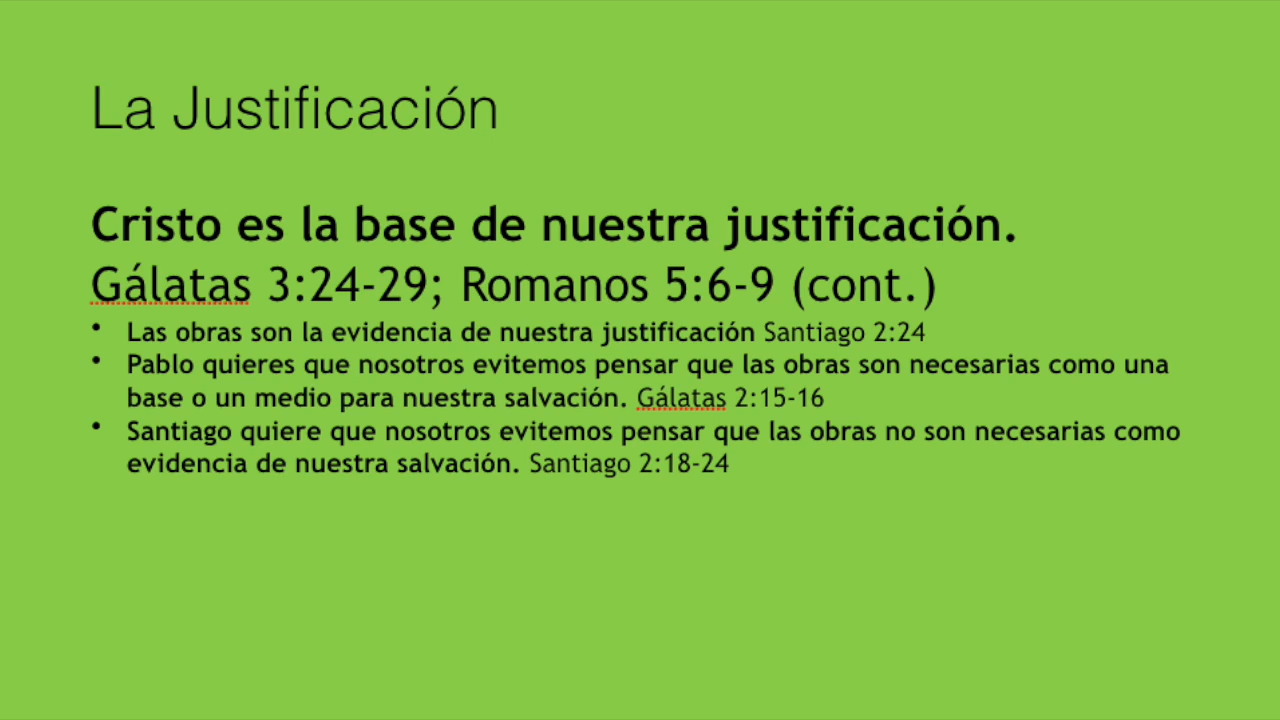 La Justificación
Cristo es la base de nuestra justificación.
Gálatas 3:24-29; Romanos 5:6-9 (cont.)
• Las obras son la evidencia de nuestra justificación Santiago 2:24
• Pablo quieres que nosotros evitemos pensar que las obras son necesarias como una
base o un medio para nuestra salvación. Gálatas 2:15-16
• Santiago quiere que nosotros evitemos pensar que las obras no son necesarias como
evidencia de nuestra salvación. Santiago 2:18-24